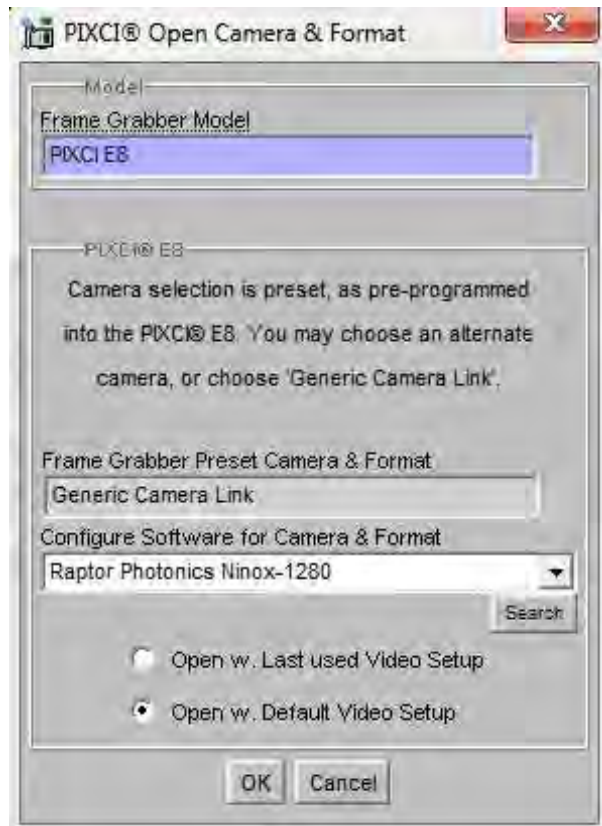 PIXCI® Open Camera & Format
Model
Frame Grabber Model
PIXCI E8
PIXCI® E8
Camera selection is preset, as pre-programmed
into the PIXCI® E8. You may choose an alternate
camera, or choose 'Generic Camera Link'.
Frame Grabber Preset Camera & Format
Generic Camera Link
Configure Software for Camera & Format
Raptor Photonics Ninox-1280
Search
Open w. Last used Video Setup
Open w. Default Video Setup
OK Cancel